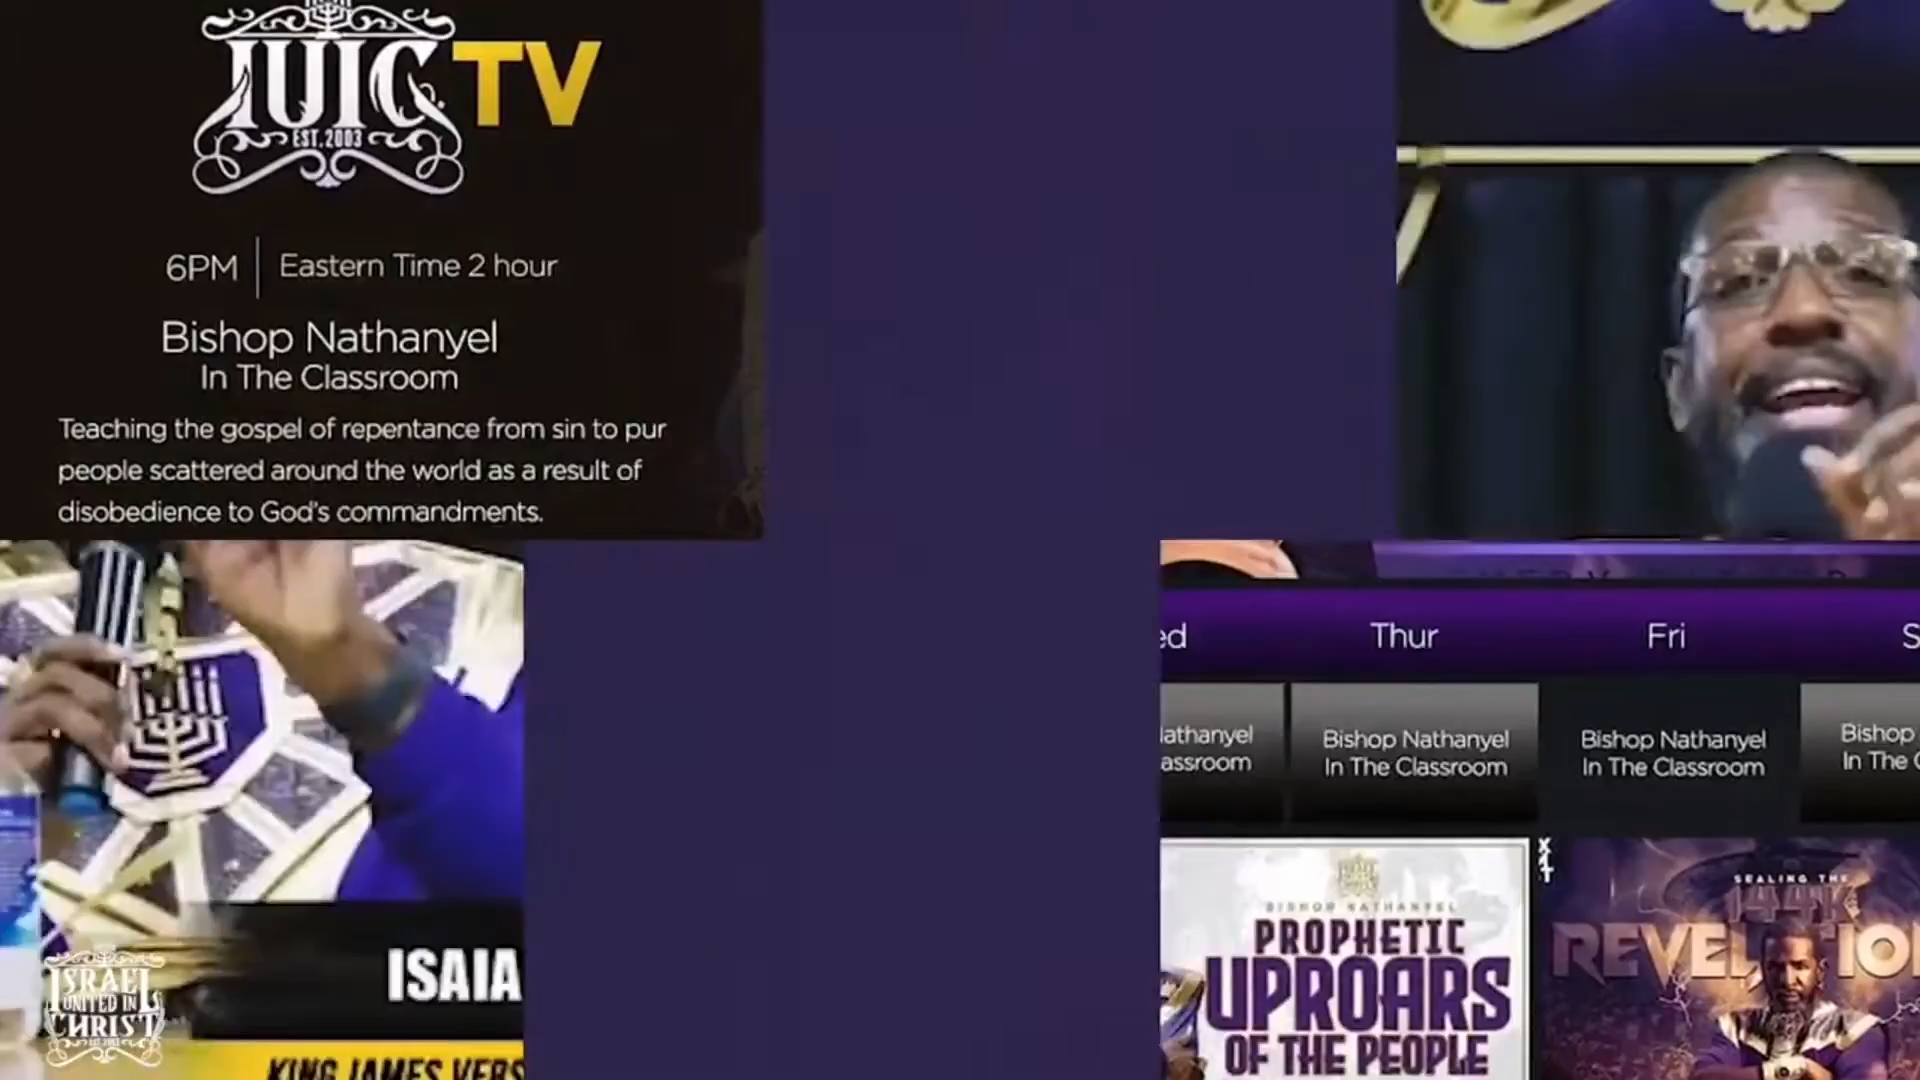 IUIC TV
EST. 2003
6PM | Eastern Time 2 hour
Bishop Nathanyel
In The Classroom
Teaching the gospel of repentance from sin to pur
people scattered around the world as a result of
disobedience to God's commandments.
ISAIA
KING JAMES VERS
ISRAEL
UNITED IN
CHRIST
ed Thur Fri S
lathanyel
assroom
Bishop Nathanyel
In The Classroom
Bishop Nathanyel
In The Classroom
Bishop
In The C
BISHOP NATHANYEL
PROPHETIC
UPROARS
OF THE PEOPLE
SEALING THE
144K
REVELATIO